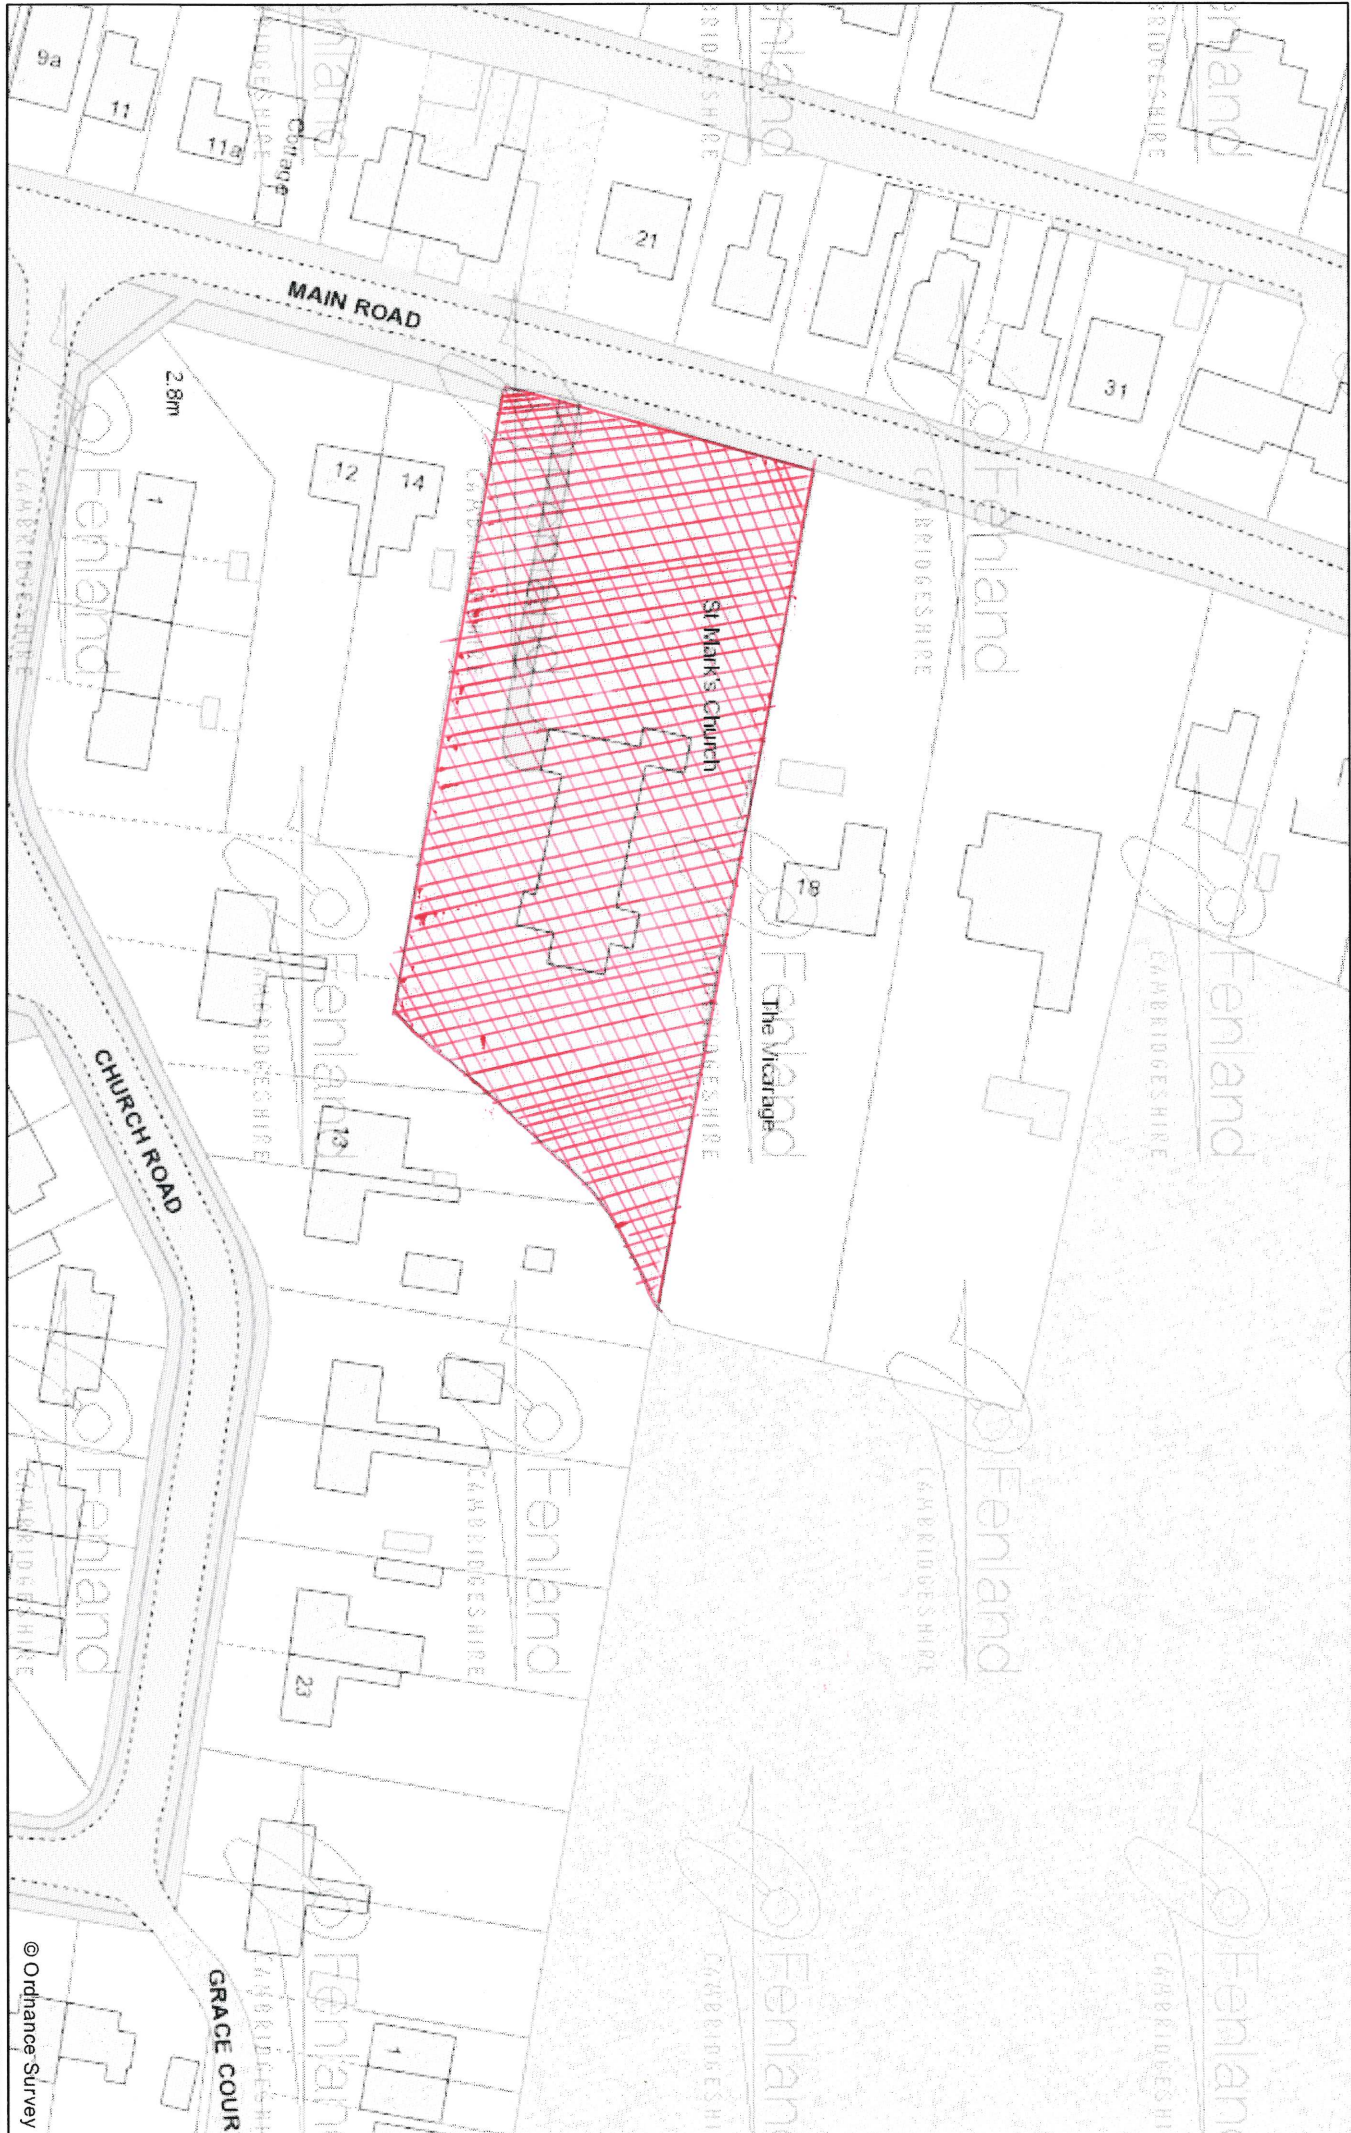 9a
11
11a
Cottage
21
31
MAIN ROAD
2.8m
12
14
1
St Mark's Church
18
The Vicarage
CHURCH ROAD
13
23
GRACE COUR
1
© Ordnance Survey
Fenland
CAMBRIDGESHIRE